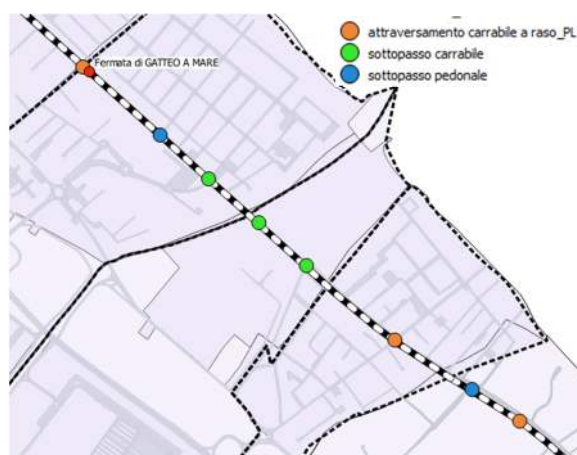 attraversamento carrabile a raso_PL
sottopasso carrabile
sottopasso pedonale
Fermata di GATTEO A MARE